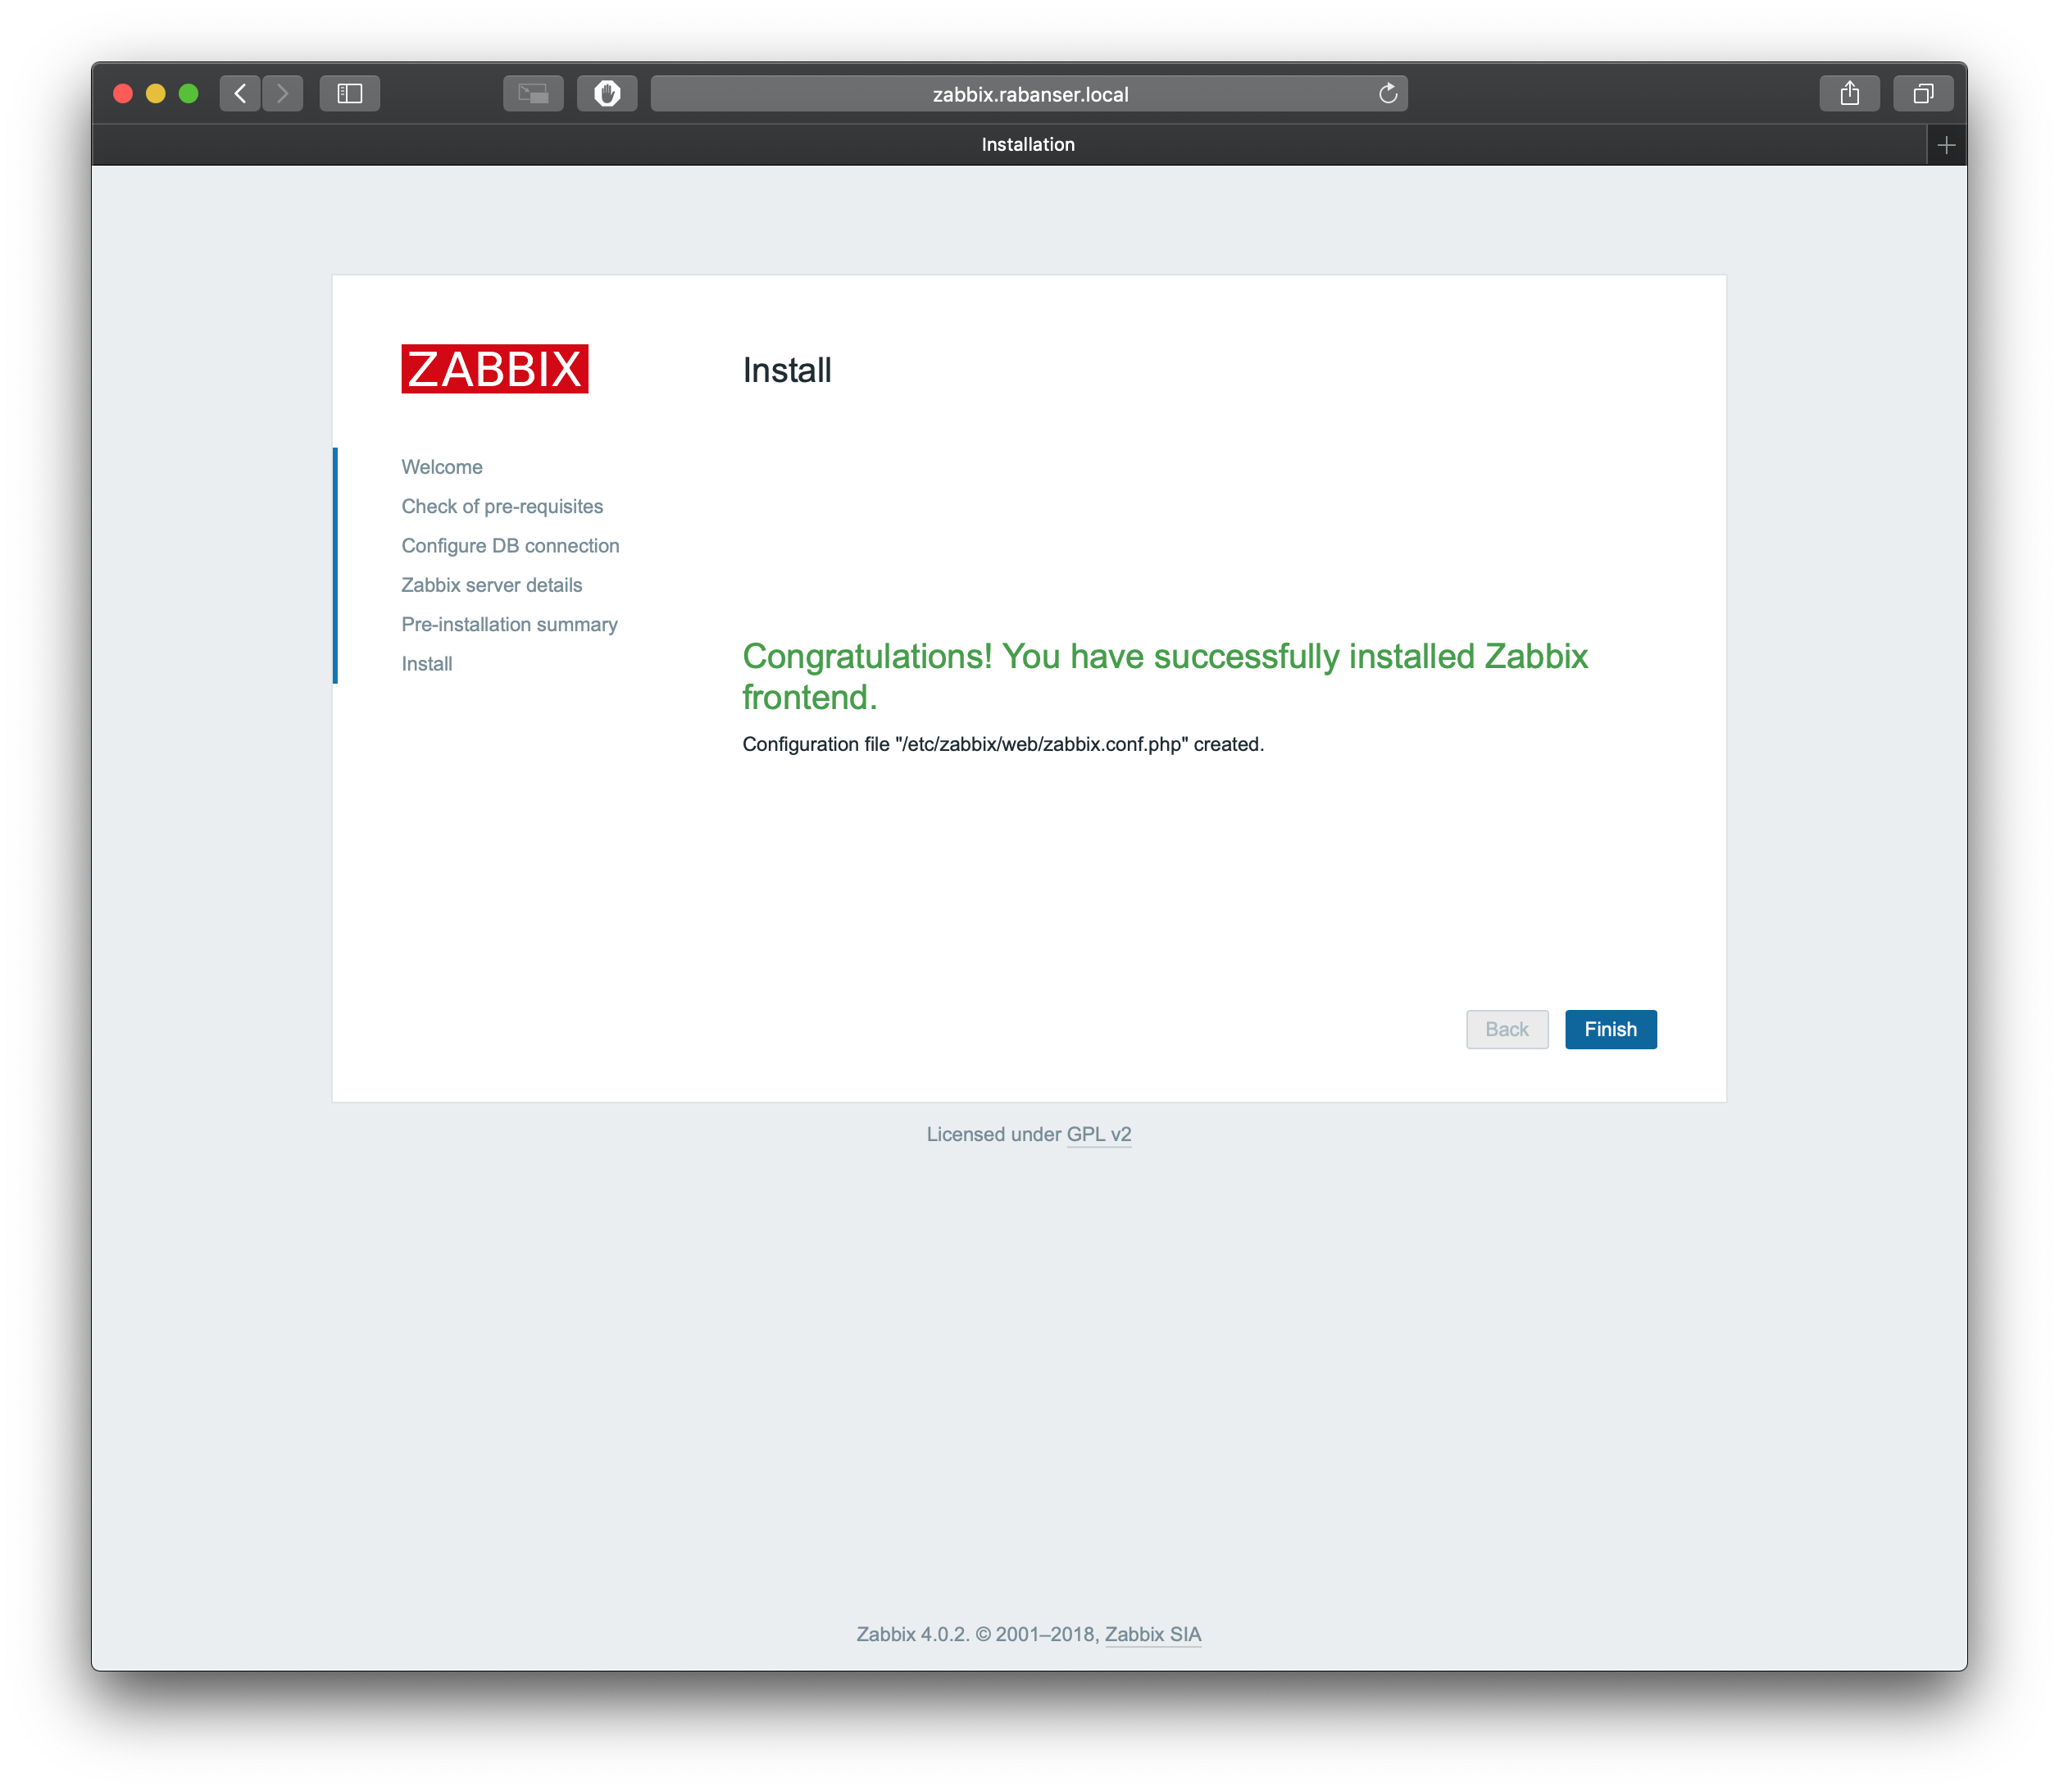 zabbix.rabanser.local
Installation
ZABBIX
Install
Welcome
Check of pre-requisites
Configure DB connection
Zabbix server details
Pre-installation summary
Install
Congratulations! You have successfully installed Zabbix
frontend.
Configuration file "/etc/zabbix/web/zabbix.conf.php" created.
Back
Finish
Licensed under GPL v2
Zabbix 4.0.2. © 2001–2018, Zabbix SIA